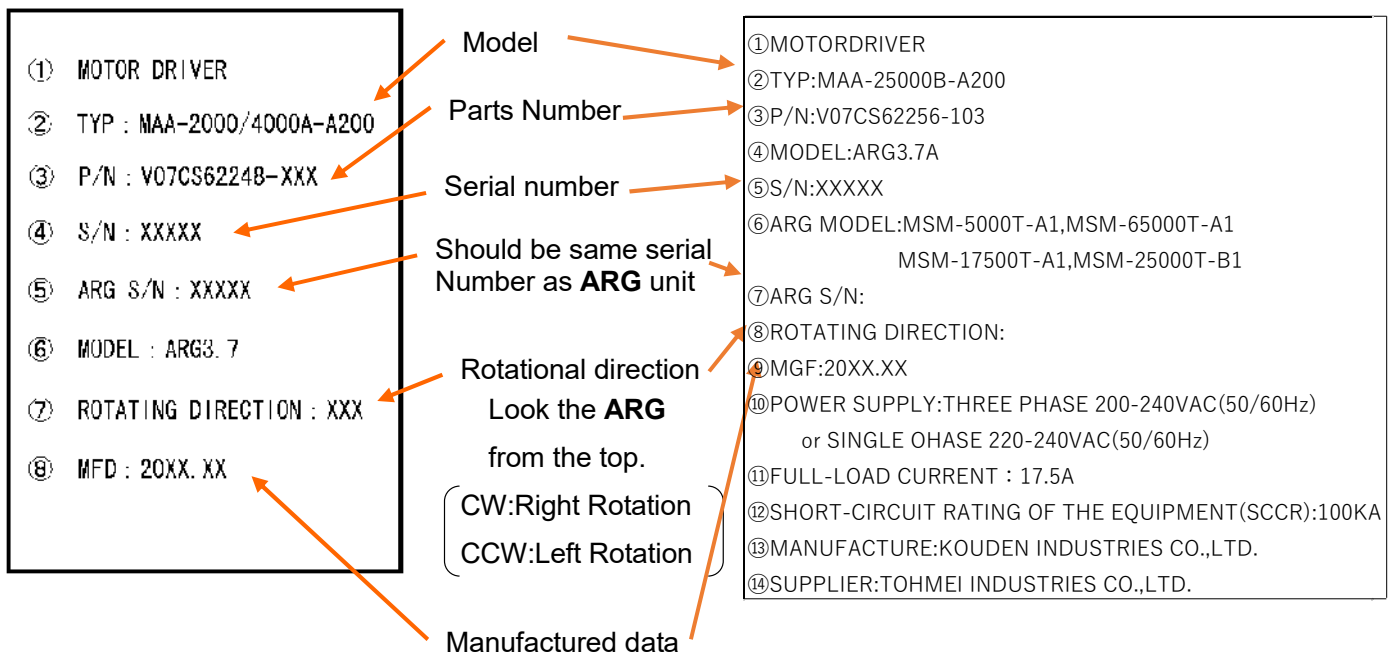 ① MOTOR DRIVER
② TYP : MAA-2000/4000A-A200
③ P/N : V07CS62248-XXX
④ S/N : XXXXX
⑤ ARG S/N : XXXXX
⑥ MODEL : ARG3.7
⑦ ROTATING DIRECTION : XXX
⑧ MFD : 20XX.XX
Model
Parts Number
Serial number
Should be same serial
Number as ARG unit
Rotational direction
Look the ARG
from the top.
CW:Right Rotation
CCW:Left Rotation
Manufactured data
①MOTORDRIVER
②TYP:MAA-25000B-A200
③P/N:V07CS62256-103
④MODEL:ARG3.7A
⑤S/N:XXXXX
⑥ARG MODEL:MSM-5000T-A1,MSM-65000T-A1
MSM-17500T-A1,MSM-25000T-B1
⑦ARG S/N:
⑧ROTATING DIRECTION:
⑨MGF:20XX.XX
⑩POWER SUPPLY:THREE PHASE 200-240VAC(50/60Hz)
or SINGLE OHASE 220-240VAC(50/60Hz)
⑪FULL-LOAD CURRENT：17.5A
⑫SHORT-CIRCUIT RATING OF THE EQUIPMENT(SCCR):100KA
⑬MANUFACTURE:KOUDEN INDUSTRIES CO.,LTD.
⑭SUPPLIER:TOHMEI INDUSTRIES CO.,LTD.